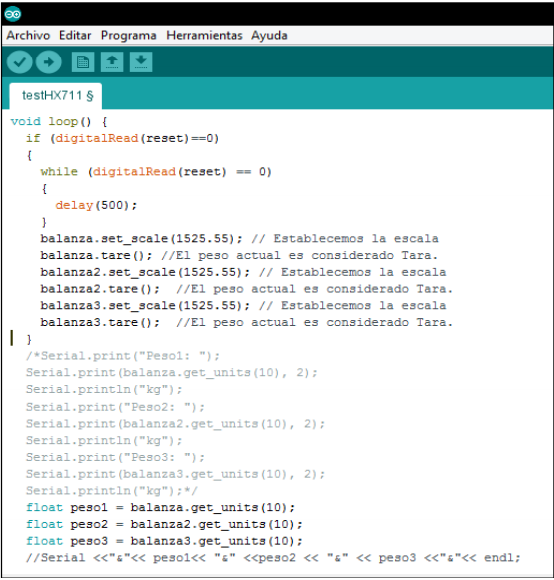 Archivo Editar Programa Herramientas Ayuda
testHX711 §
void loop() {
  if (digitalRead(reset)==0)
  {
    while (digitalRead(reset) == 0)
    {
      delay(500);
    }
    balanza.set_scale(1525.55); // Establecemos la escala
    balanza.tare(); //El peso actual es considerado Tara.
    balanza2.set_scale(1525.55); // Establecemos la escala
    balanza2.tare();  //El peso actual es considerado Tara.
    balanza3.set_scale(1525.55); // Establecemos la escala
    balanza3.tare();  //El peso actual es considerado Tara.
  }
  /*Serial.print("Peso1: ");
  Serial.print(balanza.get_units(10), 2);
  Serial.println("kg");
  Serial.print("Peso2: ");
  Serial.print(balanza2.get_units(10), 2);
  Serial.println("kg");
  Serial.print("Peso3: ");
  Serial.print(balanza3.get_units(10), 2);
  Serial.println("kg");*/
  float peso1 = balanza.get_units(10);
  float peso2 = balanza2.get_units(10);
  float peso3 = balanza3.get_units(10);
  //Serial <<"&"<< peso1<< "&" <<peso2 << "&" << peso3 <<"&"<< endl;